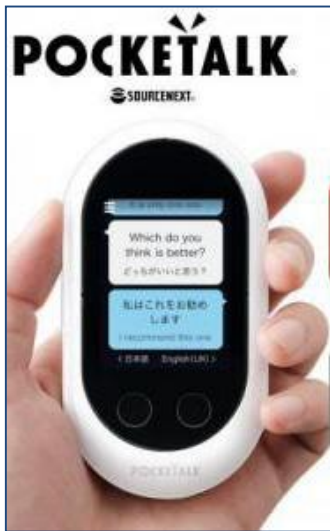 POCKETALK®
SOURCENEXT®
Which do you
think is better?
どっちがいいと思う？
私はこれをお勧め
します
I recommend this one
< 日本語 English(UK) >
POCKETALK